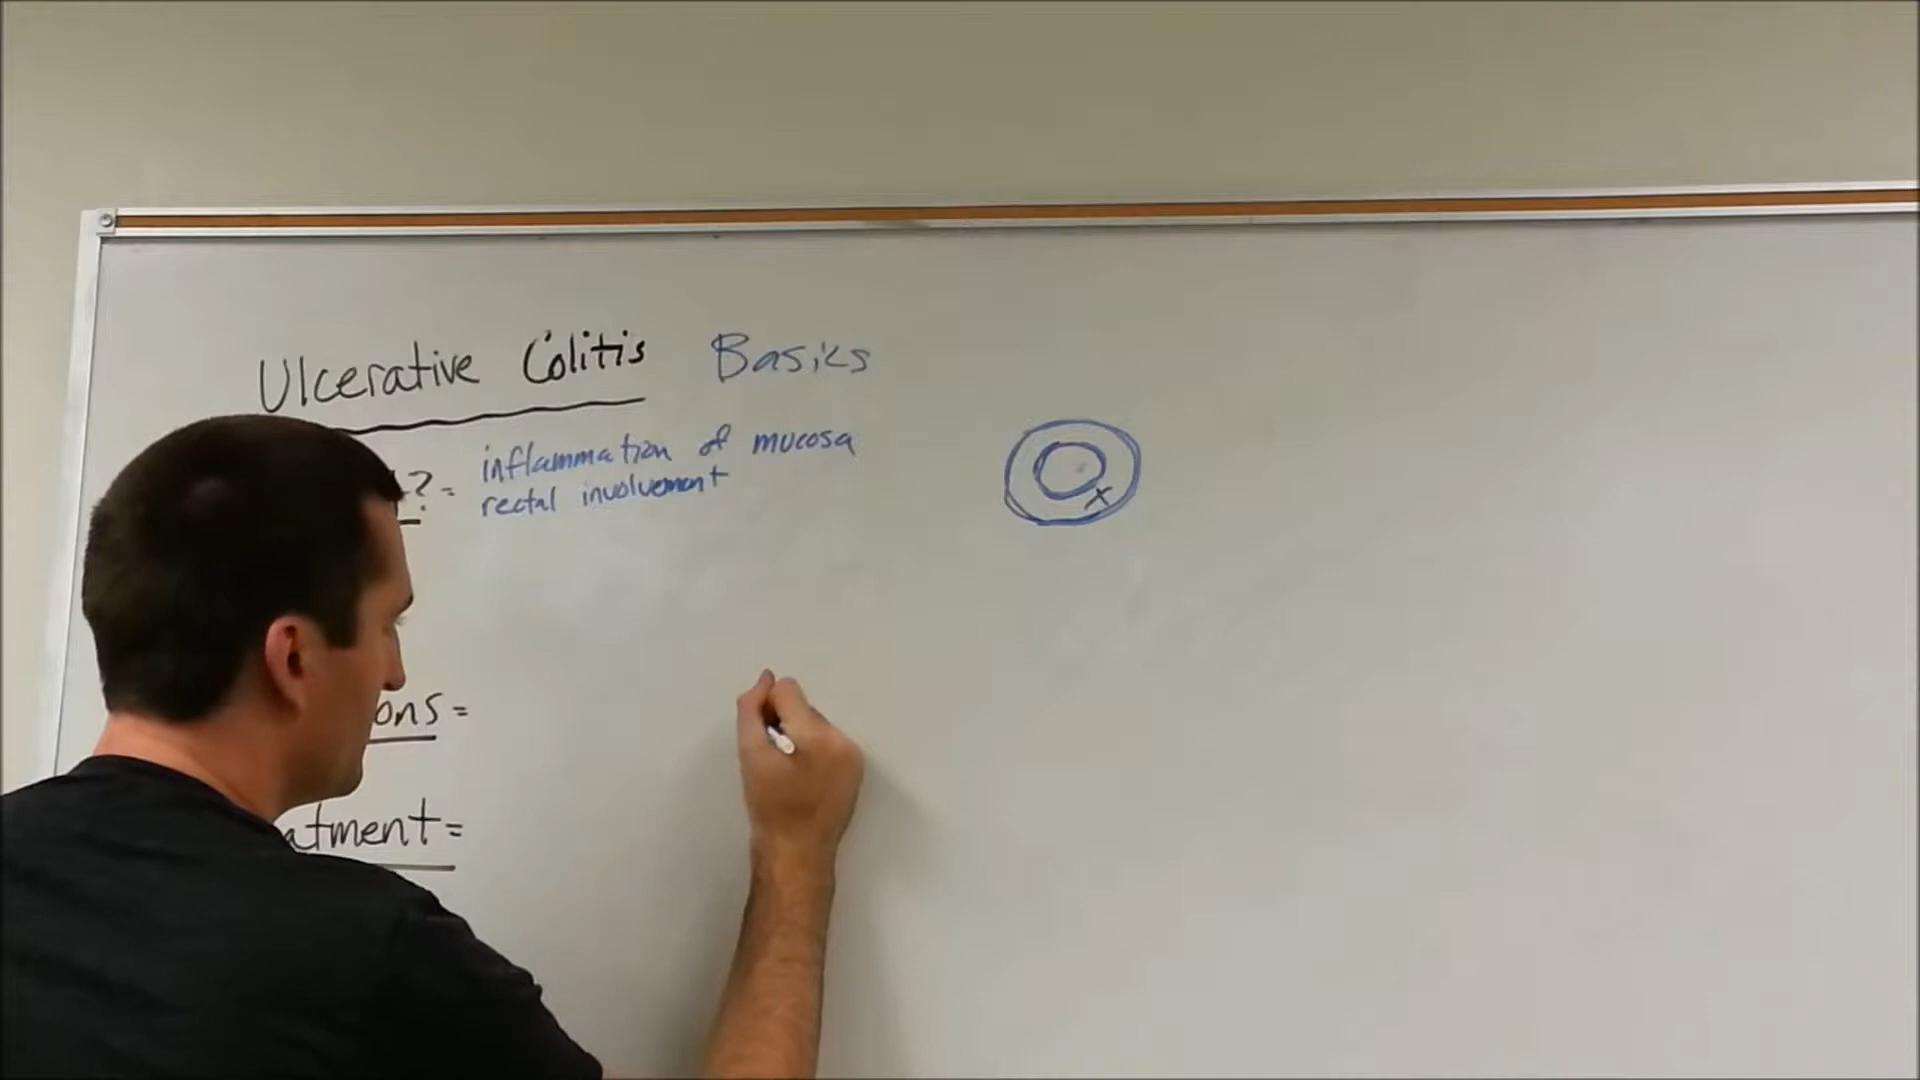 Ulcerative Colitis Basics
? = inflammation of mucosa
rectal involvement
x
ons =
atment =